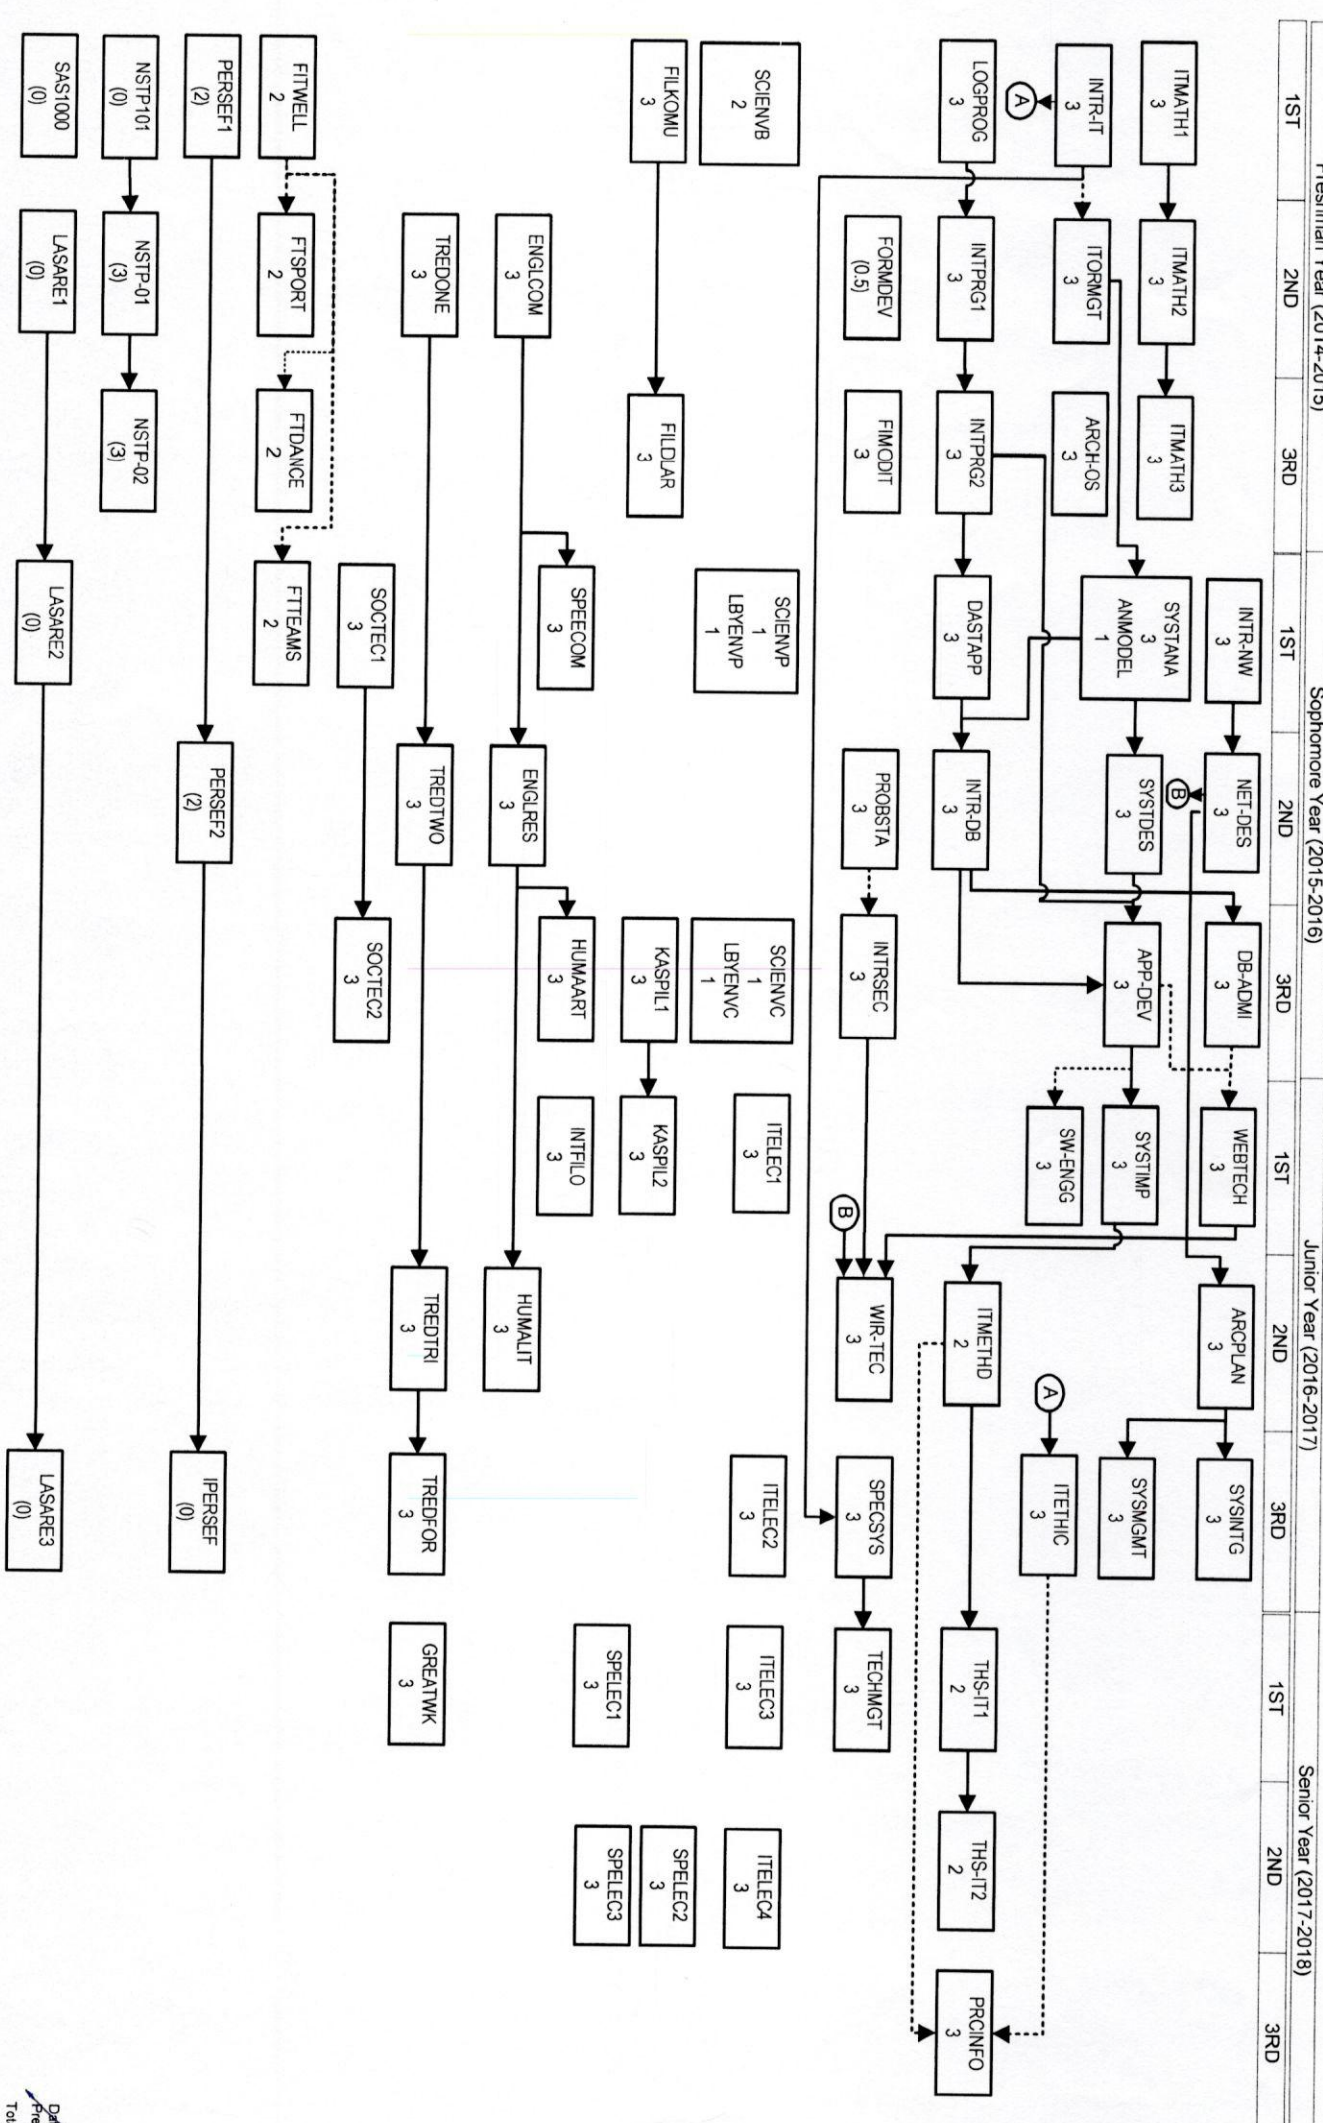 Freshman Year (2014-2015)
Sophomore Year (2015-2016)
Junior Year (2016-2017)
Senior Year (2017-2018)
1ST
2ND
3RD
1ST
2ND
3RD
1ST
2ND
3RD
1ST
2ND
3RD
ITMATH1
3
INTR-IT
3
A
LOGPROG
3
SCIENVB
2
FILKOMU
3
FITWELL
2
PERSEF1
(2)
NSTP101
(0)
SAS1000
(0)
ITMATH2
3
ITORMGT
3
INTPRG1
3
FORMDEV
(0.5)
ENGLCOM
3
TREDONE
3
FTSPORT
2
NSTP-01
(3)
LASARE1
(0)
ITMATH3
3
ARCH-OS
3
INTPRG2
3
FIMODIT
3
FILDLAR
3
FTDANCE
2
NSTP-02
(3)
INTR-NW
3
SYSTANA
3
ANMODEL
1
DASTAPP
3
SCIENVP
1
LBYENVP
1
SPEECOM
3
SOCTEC1
3
FTTEAMS
2
LASARE2
(0)
NET-DES
3
B
SYSTDES
3
INTR-DB
3
PROBSTA
3
ENGLRES
3
TREDTWO
3
PERSEF2
(2)
DB-ADMI
3
APP-DEV
3
INTRSEC
3
SCIENVC
1
LBYENVC
1
KASPIL1
3
HUMAART
3
SOCTEC2
3
WEBTECH
3
SYSTIMP
3
SW-ENGG
3
B
ITELEC1
3
KASPIL2
3
INTFILO
3
ARCPLAN
3
A
ITMETHD
2
WIR-TEC
3
HUMALIT
3
TREDTRI
3
SYSINTG
3
SYSMGMT
3
ITETHIC
3
SPECSYS
3
ITELEC2
3
TREDFOR
3
IPERSEF
(0)
LASARE3
(0)
THS-IT1
2
TECHMGT
3
ITELEC3
3
SPELEC1
3
GREATWK
3
THS-IT2
2
ITELEC4
3
SPELEC2
3
SPELEC3
3
PRCINFO
3